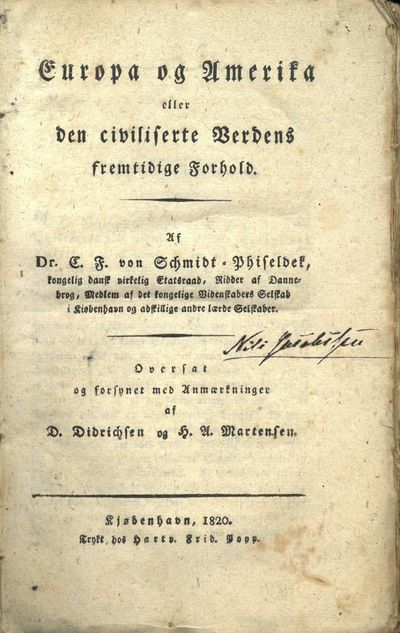 Europa og Amerika
eller
den civiliserte Verdens
fremtidige Forhold.
Af
Dr. C. F. von Schmidt-Phiseldek,
kongelig dansk virkelig Etatsraad, Ridder af Danne-
brog, Medlem af det kongelige Videnskabers Selskab
i Kiøbenhavn og adskillige andre lærde Selskaber.
Oversat
og forsynet med Anmærkninger
af
D. Didrichsen og H. A. Martensen.
Kjøbenhavn, 1820.
Trykt hos Hartv. Frid. Popp.